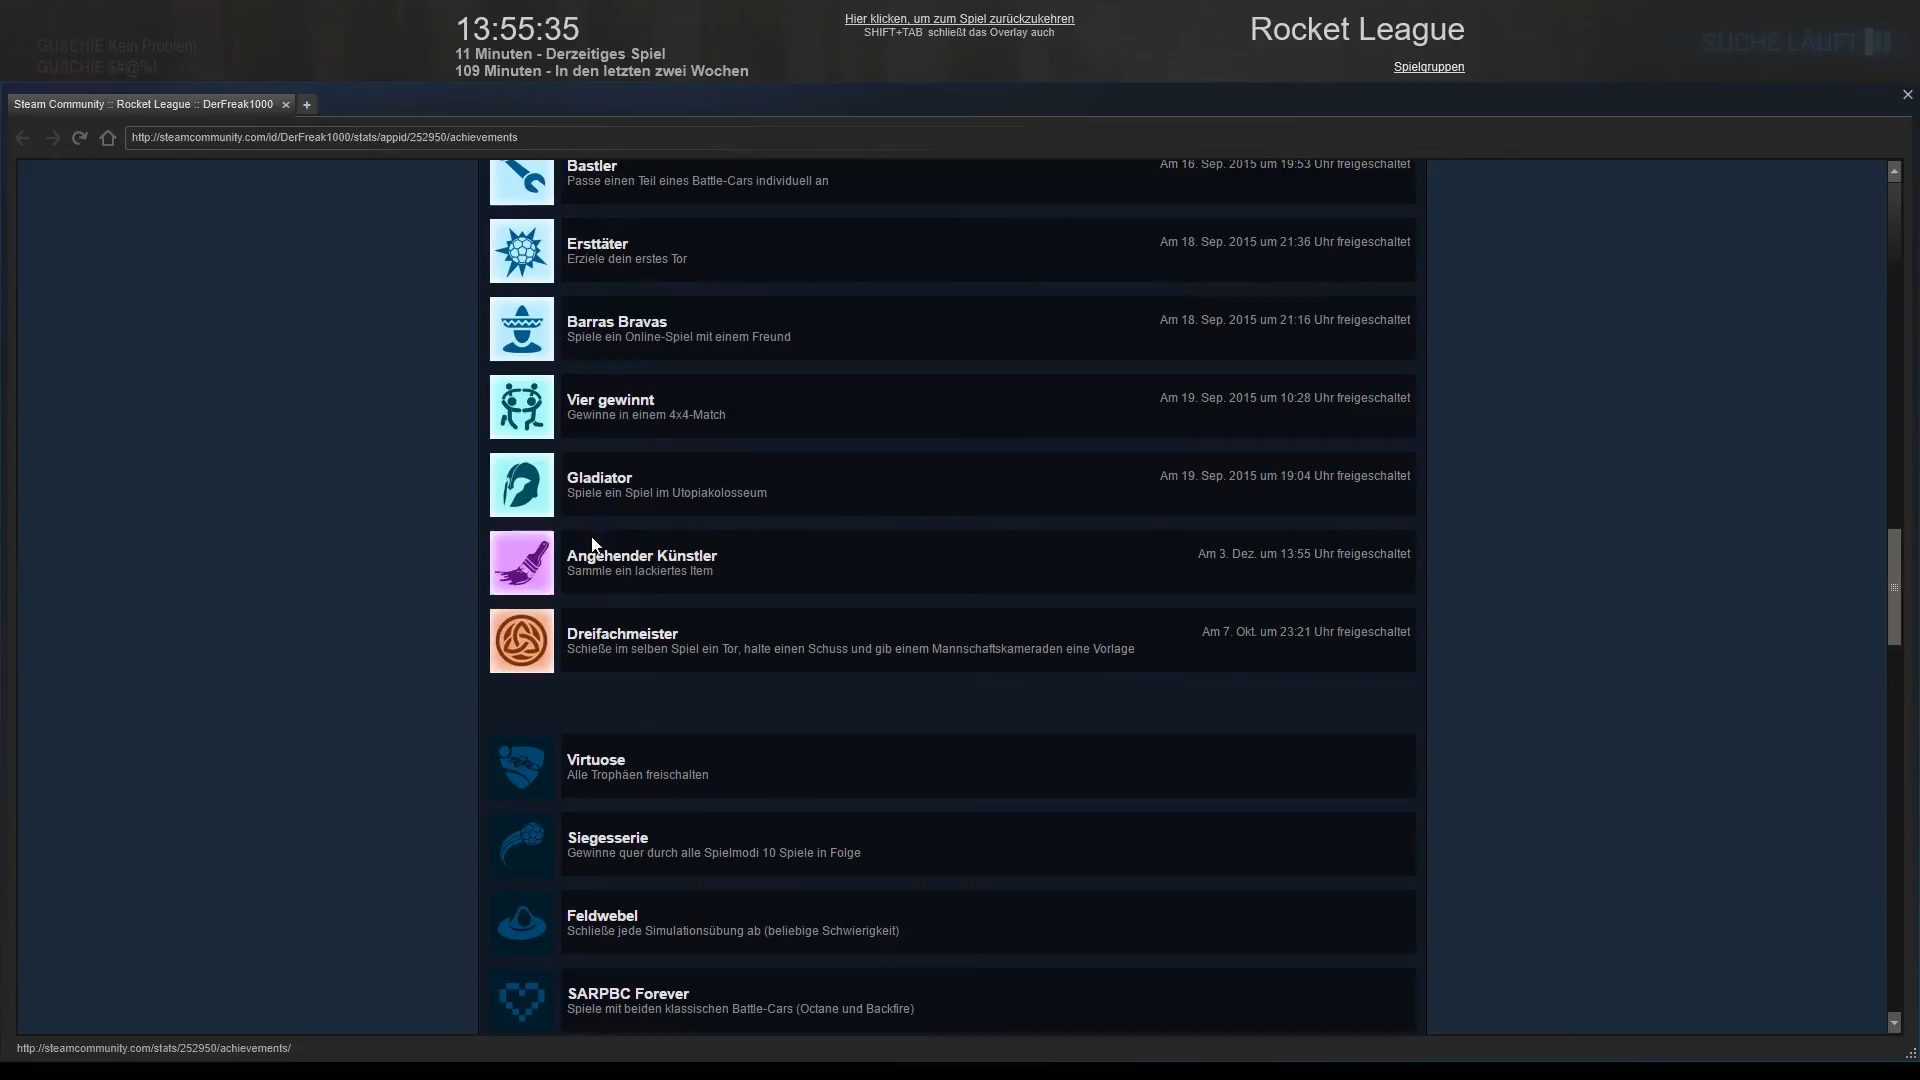 GUSCHIE Kein Problem.
GUSCHIE $#@%!
13:55:35
11 Minuten - Derzeitiges Spiel
109 Minuten - In den letzten zwei Wochen
Hier klicken, um zum Spiel zurückzukehren
SHIFT+TAB schließt das Overlay auch
Rocket League
Spielgruppen
SUCHE LÄUFT
Steam Community :: Rocket League :: DerFreak1000
http://steamcommunity.com/id/DerFreak1000/stats/appid/252950/achievements
Bastler
Am 16. Sep. 2015 um 19:53 Uhr freigeschaltet
Passe einen Teil eines Battle-Cars individuell an
Ersttäter
Am 18. Sep. 2015 um 21:36 Uhr freigeschaltet
Erziele dein erstes Tor
Barras Bravas
Am 18. Sep. 2015 um 21:16 Uhr freigeschaltet
Spiele ein Online-Spiel mit einem Freund
Vier gewinnt
Am 19. Sep. 2015 um 10:28 Uhr freigeschaltet
Gewinne in einem 4x4-Match
Gladiator
Am 19. Sep. 2015 um 19:04 Uhr freigeschaltet
Spiele ein Spiel im Utopiakolosseum
Angehender Künstler
Am 3. Dez. um 13:55 Uhr freigeschaltet
Sammle ein lackiertes Item
Dreifachmeister
Am 7. Okt. um 23:21 Uhr freigeschaltet
Schieße im selben Spiel ein Tor, halte einen Schuss und gib einem Mannschaftskameraden eine Vorlage
Virtuose
Alle Trophäen freischalten
Siegesserie
Gewinne quer durch alle Spielmodi 10 Spiele in Folge
Feldwebel
Schließe jede Simulationsübung ab (beliebige Schwierigkeit)
SARPBC Forever
Spiele mit beiden klassischen Battle-Cars (Octane und Backfire)
http://steamcommunity.com/stats/252950/achievements/